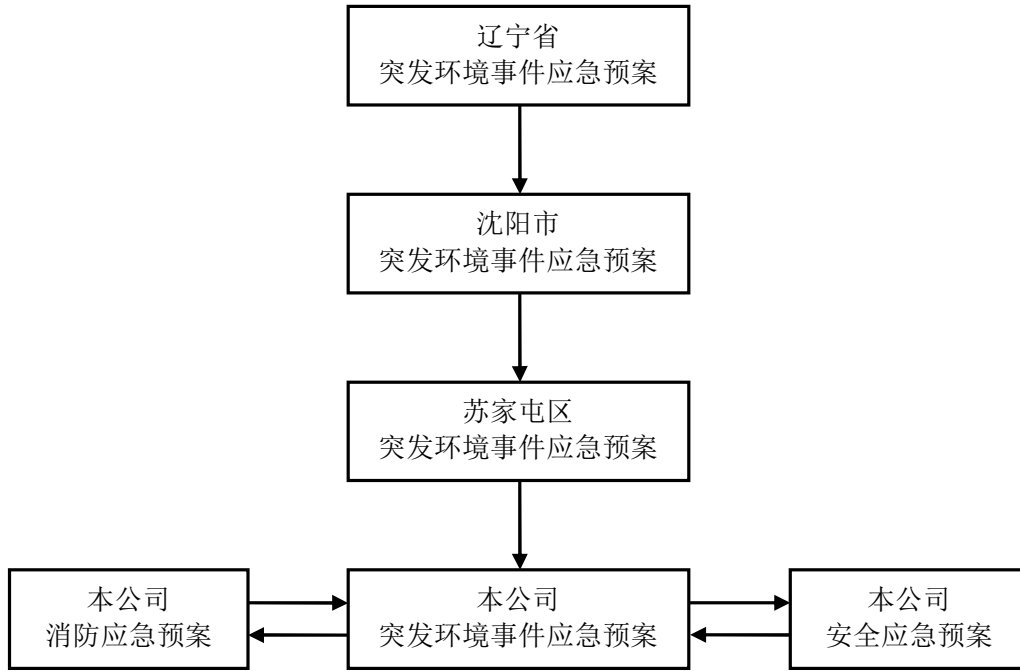 辽宁省
突发环境事件应急预案
沈阳市
突发环境事件应急预案
苏家屯区
突发环境事件应急预案
本公司
消防应急预案
本公司
突发环境事件应急预案
本公司
安全应急预案